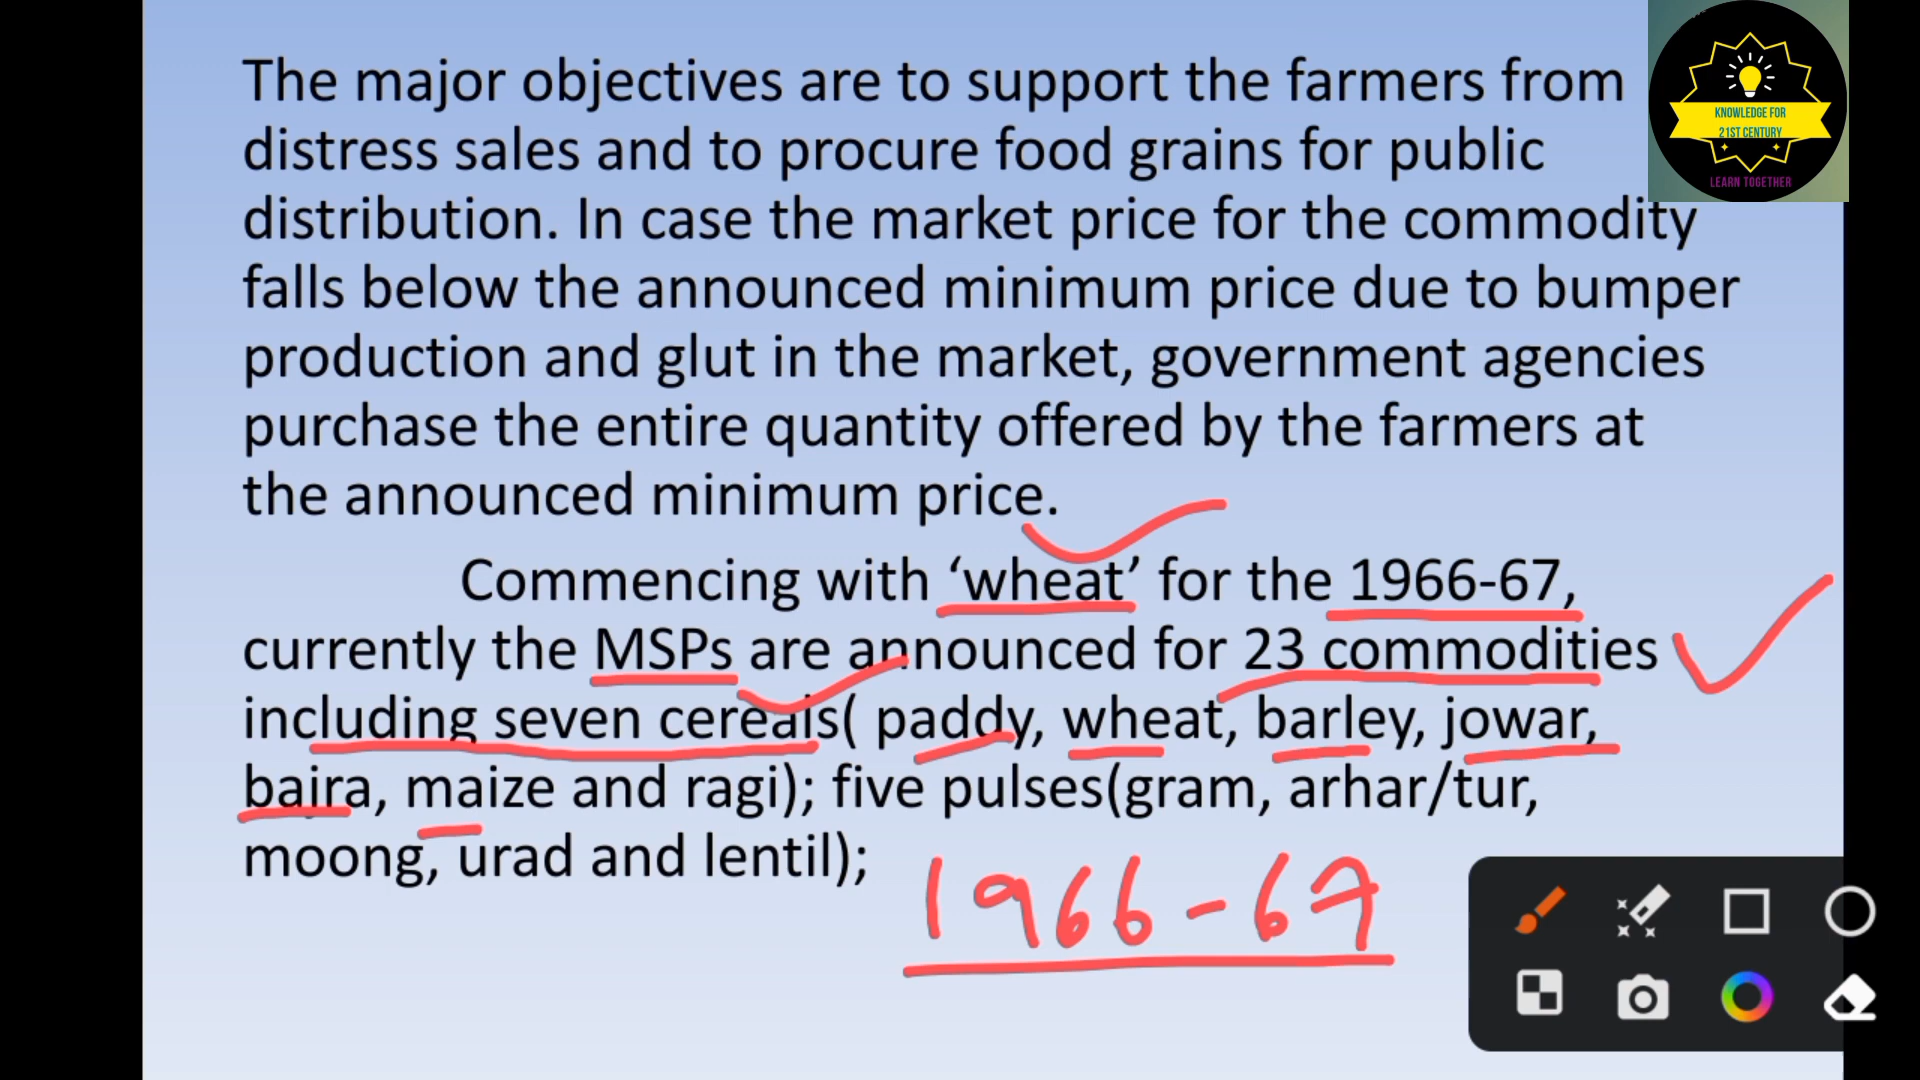 The major objectives are to support the farmers from
distress sales and to procure food grains for public
distribution. In case the market price for the commodity
falls below the announced minimum price due to bumper
production and glut in the market, government agencies
purchase the entire quantity offered by the farmers at
the announced minimum price.
Commencing with ‘wheat’ for the 1966-67,
currently the MSPs are announced for 23 commodities
including seven cereals( paddy, wheat, barley, jowar,
bajra, maize and ragi); five pulses(gram, arhar/tur,
moong, urad and lentil);
1966-67
KNOWLEDGE FOR
21ST CENTURY
LEARN TOGETHER